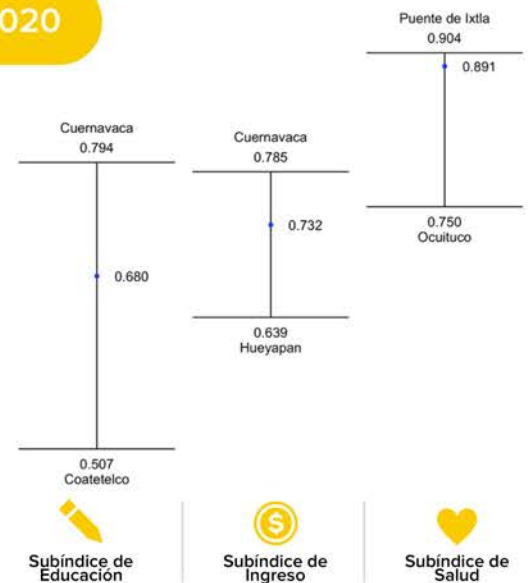 020
Puente de Ixtla
0.904
0.891
0.750
Ocuituco
Cuernavaca
0.794
0.680
0.507
Coatetelco
Cuernavaca
0.785
0.732
0.639
Hueyapan
$
Subíndice de
Educación
Subíndice de
Ingreso
Subíndice de
Salud